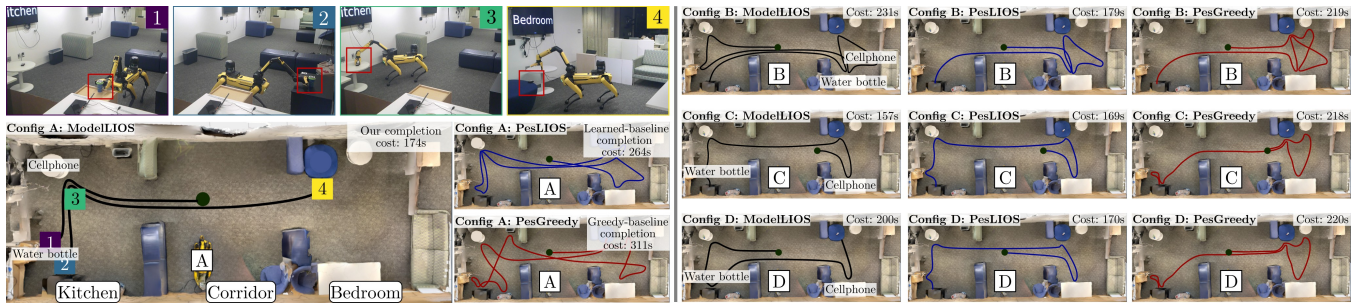 Kitchen
1
2
Kitchen
3
Bedroom
4
Config A: ModelLIOS
Our completion
cost: 174s
Cellphone
3
4
1
Water bottle
2
A
Kitchen
Corridor
Bedroom
Config A: PesLIOS
Learned-baseline
completion
cost: 264s
A
Config A: PesGreedy
Greedy-baseline
completion
cost: 311s
A
Config B: ModelLIOS
Cost: 231s
Cellphone
B
Water bottle
Config B: PesLIOS
Cost: 179s
B
Config B: PesGreedy
Cost: 219s
B
Config C: ModelLIOS
Cost: 157s
Water bottle
C
Cellphone
Config C: PesLIOS
Cost: 169s
C
Config C: PesGreedy
Cost: 218s
C
Config D: ModelLIOS
Cost: 200s
Water bottle
D
Cellphone
Config D: PesLIOS
Cost: 170s
D
Config D: PesGreedy
Cost: 220s
D